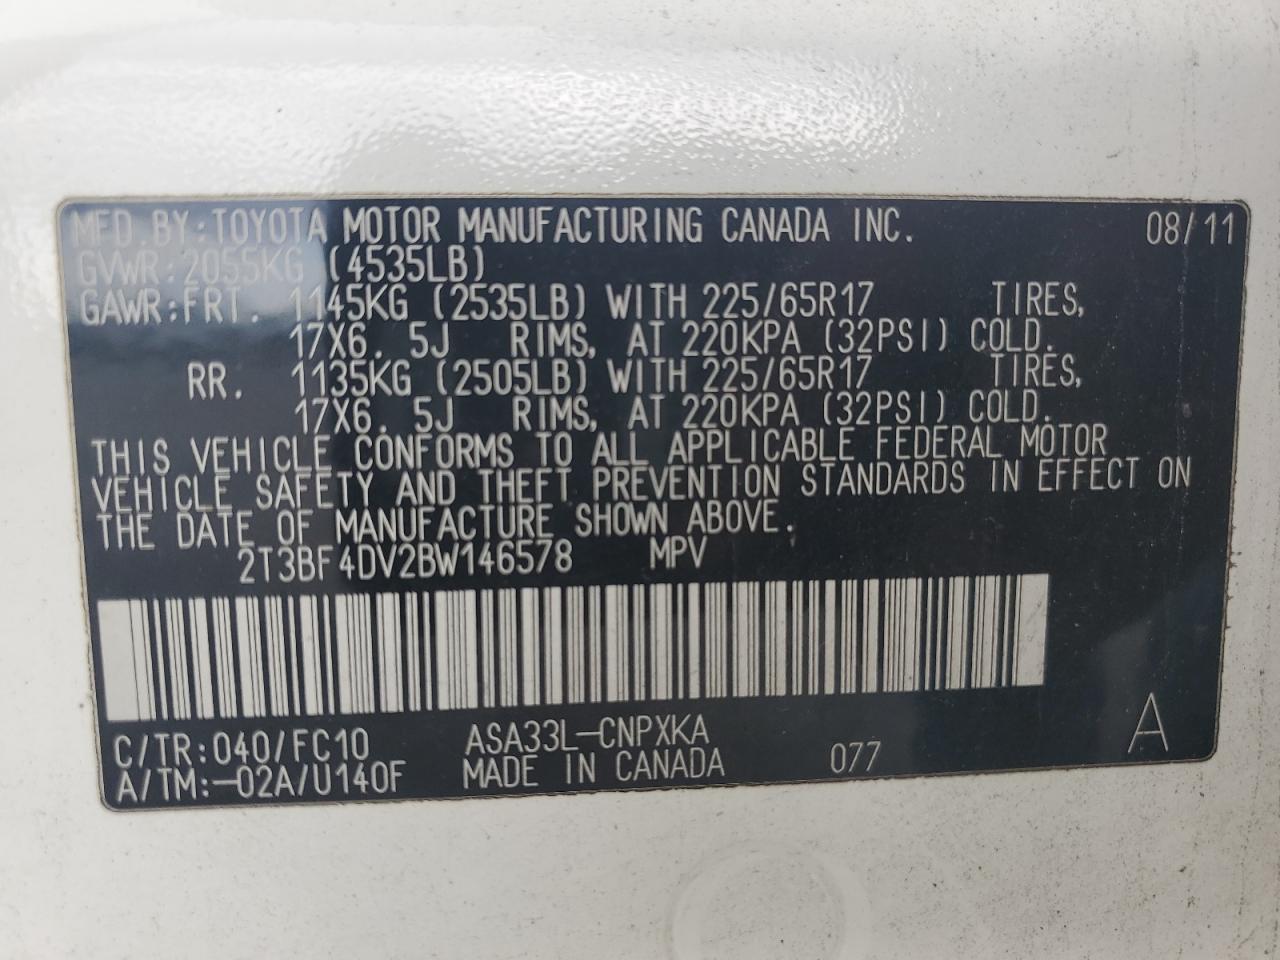 MFD.BY:TOYOTA MOTOR MANUFACTURING CANADA INC. 08/11
GVWR:2055KG (4535LB)
GAWR:FRT. 1145KG (2535LB) WITH 225/65R17 TIRES,
17X6.5J RIMS, AT 220KPA (32PSI) COLD.
RR. 1135KG (2505LB) WITH 225/65R17 TIRES,
17X6.5J RIMS, AT 220KPA (32PSI) COLD.
THIS VEHICLE CONFORMS TO ALL APPLICABLE FEDERAL MOTOR
VEHICLE SAFETY AND THEFT PREVENTION STANDARDS IN EFFECT ON
THE DATE OF MANUFACTURE SHOWN ABOVE.
2T3BF4DV2BW146578 MPV
C/TR:040/FC10 ASA33L-CNPXKA
A/TM:-02A/U140F MADE IN CANADA 077 A